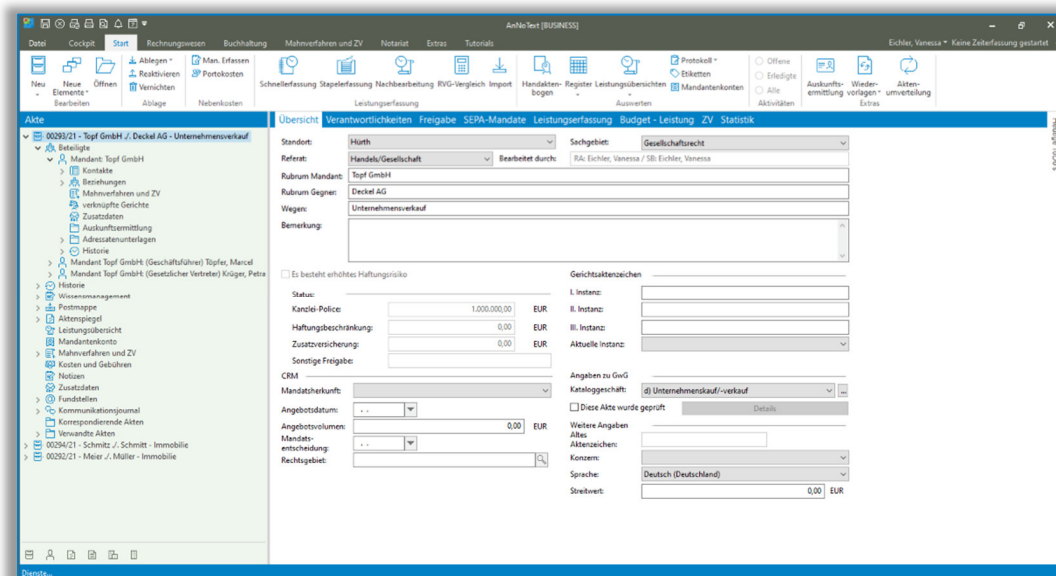 AnNoText [BUSINESS]
Datei Cockpit Start Rechnungswesen Buchhaltung Mahnverfahren und ZV Notariat Extras Tutorials Eichler, Vanessa Keine Zeiterfassung gestartet
Neu
Neue Elemente
Öffnen
Bearbeiten
Ablegen
Reaktivieren
Vernichten
Ablage
Man. Erfassen
Portokosten
Nebenkosten
Schnellerfassung Stapelerfassung Nachbearbeitung RVG-Vergleich Import
Leistungserfassung
Handakten-
bogen
Register Leistungsübersichten
Protokoll
Etiketten
Mandantenkonten
Auswerten
Offene
Erledigte
Alle
Aktivitäten
Auskunfts-
ermittlung
Wieder-
vorlagen
Akten-
umverteilung
Extras
Akte
00293/21 - Topf GmbH ./. Deckel AG - Unternehmensverkauf
Beteiligte
Mandant: Topf GmbH
Kontakte
Beziehungen
Mahnverfahren und ZV
verknüpfte Gerichte
Zusatzdaten
Auskunftsermittlung
Adressatenunterlagen
Historie
Mandant Topf GmbH: (Geschäftsführer) Töpfer, Marcel
Mandant Topf GmbH: (Gesetzlicher Vertreter) Krüger, Petra
Historie
Wissensmanagement
Postmappe
Aktenspiegel
Leistungsübersicht
Mandantenkonto
Mahnverfahren und ZV
Kosten und Gebühren
Notizen
Zusatzdaten
Fundstellen
Kommunikationsjournal
Korrespondierende Akten
Verwandte Akten
00294/21 - Schmitz ./. Schmitt - Immobilie
00292/21 - Meier ./. Müller - Immobilie
Dienste...
Übersicht Verantwortlichkeiten Freigabe SEPA-Mandate Leistungserfassung Budget - Leistung ZV Statistik
Standort: Hürth Sachgebiet: Gesellschaftsrecht
Referat: Handels/Gesellschaft Bearbeitet durch: RA: Eichler, Vanessa / SB: Eichler, Vanessa
Rubrum Mandant: Topf GmbH
Rubrum Gegner: Deckel AG
Wegen: Unternehmensverkauf
Bemerkung:
Es besteht erhöhtes Haftungsrisiko
Status:
Kanzlei-Police: 1.000.000,00 EUR
Haftungsbeschränkung: 0,00 EUR
Zusatzversicherung: 0,00 EUR
Sonstige Freigabe:
CRM
Mandatsherkunft:
Angebotsdatum: . .
Angebotsvolumen: 0,00 EUR
Mandats-
entscheidung: . .
Rechtsgebiet:
Gerichtsaktenzeichen
I. Instanz:
II. Instanz:
III. Instanz:
Aktuelle Instanz:
Angaben zu GwG
Kataloggeschäft: d) Unternehmenskauf/-verkauf ...
Diese Akte wurde geprüft Details
Weitere Angaben
Altes
Aktenzeichen:
Konzern:
Sprache: Deutsch (Deutschland)
Streitwert: 0,00 EUR